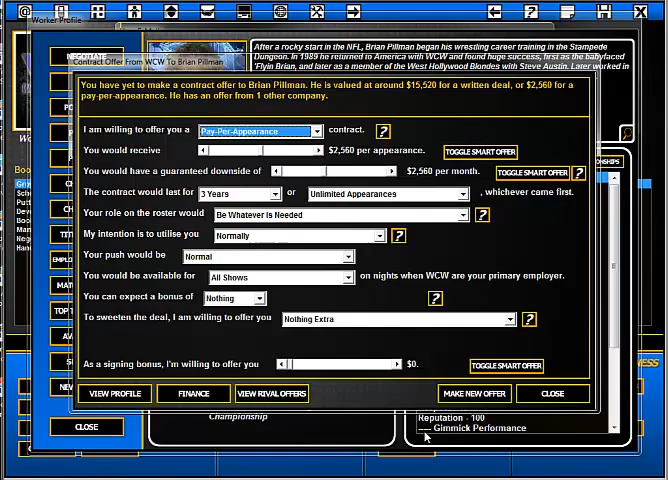 Worker Profile
After a rocky start in the NFL, Brian Pillman began his wrestling career training in the Stampede
Dungeon. In 1989 he returned to America with WCW and found huge success, first as the babyfaced
'Flyin Brian, and later as a member of the West Hollywood Blondes with Steve Austin. Later worked in
NEGOTIATE
Contract Offer From WCW To Brian Pillman
You have yet to make a contract offer to Brian Pillman. He is valued at around $15,520 for a written deal, or $2,560 for a
pay-per-appearance. He has an offer from 1 other company.
I am willing to offer you a Pay-Per-Appearance contract. ?
You would receive $2,560 per appearance. TOGGLE SMART OFFER
You would have a guaranteed downside of $2,560 per month. TOGGLE SMART OFFER ?
The contract would last for 3 Years or Unlimited Appearances , whichever came first.
Your role on the roster would Be Whatever Is Needed ?
My intention is to utilise you Normally ?
Your push would be Normal
You would be available for All Shows on nights when WCW are your primary employer.
You can expect a bonus of Nothing ?
To sweeten the deal, I am willing to offer you Nothing Extra ?
As a signing bonus, I'm willing to offer you $0. TOGGLE SMART OFFER
VIEW PROFILE FINANCE VIEW RIVAL OFFERS MAKE NEW OFFER CLOSE
Championship
Reputation - 100
---- Gimmick Performance
CLOSE